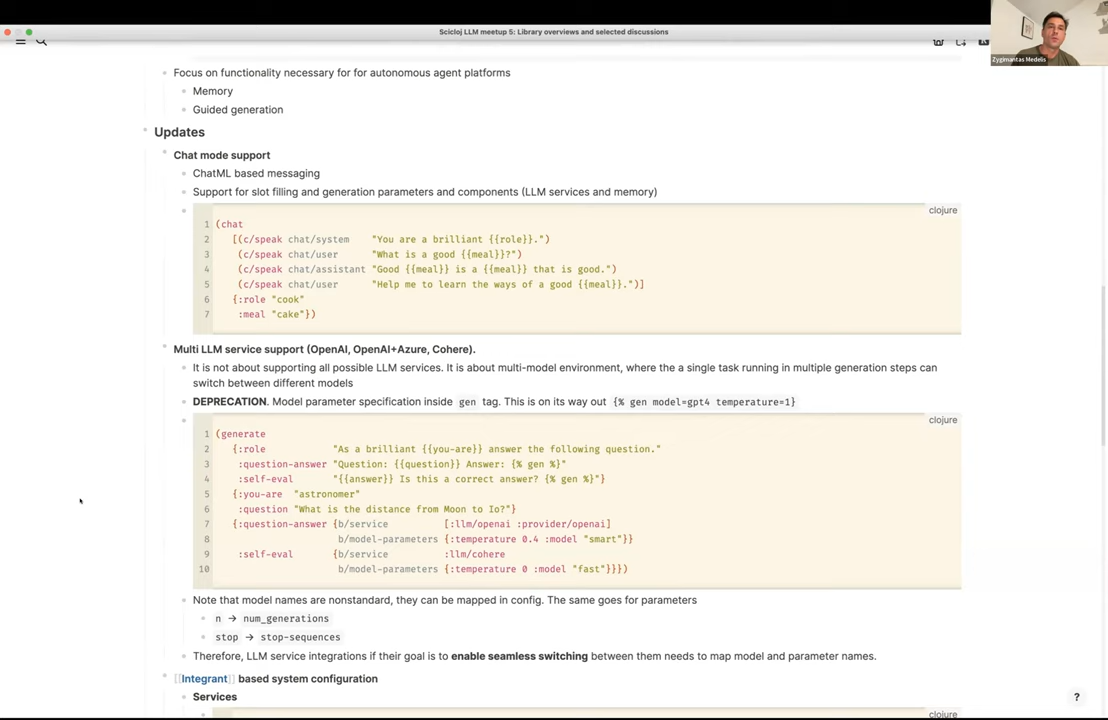 Scicloj LLM meetup 5: Library overviews and selected discussions
Zygimantas Medelis
Focus on functionality necessary for for autonomous agent platforms
Memory
Guided generation
Updates
Chat mode support
ChatML based messaging
Support for slot filling and generation parameters and components (LLM services and memory)
clojure
1 (chat
2 [(c/speak chat/system "You are a brilliant {{role}}.")
3 (c/speak chat/user "What is a good {{meal}}?")
4 (c/speak chat/assistant "Good {{meal}} is a {{meal}} that is good.")
5 (c/speak chat/user "Help me to learn the ways of a good {{meal}}.")]
6 {:role "cook"
7 :meal "cake"})
Multi LLM service support (OpenAI, OpenAI+Azure, Cohere).
It is not about supporting all possible LLM services. It is about multi-model environment, where the a single task running in multiple generation steps can
switch between different models
DEPRECATION. Model parameter specification inside gen tag. This is on its way out {% gen model=gpt4 temperature=1}
clojure
1 (generate
2 {:role "As a brilliant {{you-are}} answer the following question."
3 :question-answer "Question: {{question}} Answer: {% gen %}"
4 :self-eval "{{answer}} Is this a correct answer? {% gen %}"}
5 {:you-are "astronomer"
6 :question "What is the distance from Moon to Io?"}
7 {:question-answer {b/service [:llm/openai :provider/openai]
8 b/model-parameters {:temperature 0.4 :model "smart"}}
9 :self-eval {b/service :llm/cohere
10 b/model-parameters {:temperature 0 :model "fast"}}})
Note that model names are nonstandard, they can be mapped in config. The same goes for parameters
n → num_generations
stop → stop-sequences
Therefore, LLM service integrations if their goal is to enable seamless switching between them needs to map model and parameter names.
[[Integrant]] based system configuration
Services
clojure
?